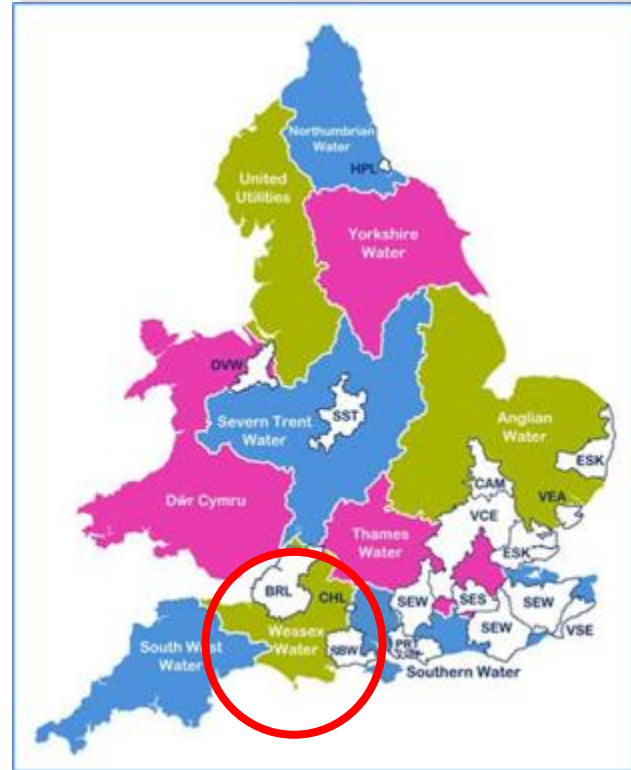 Northumbrian
Water
HPL
United
Utilities
Yorkshire
Water
DVW
Severn Trent
Water
SST
Anglian
Water
ESK
CAM
VEA
VCE
Dŵr Cymru
Thames
Water
ESK
BRL
CHL
SEW
SES
SEW
Wessex
Water
SBW
PRT
SEW
VSE
South West
Water
Southern Water